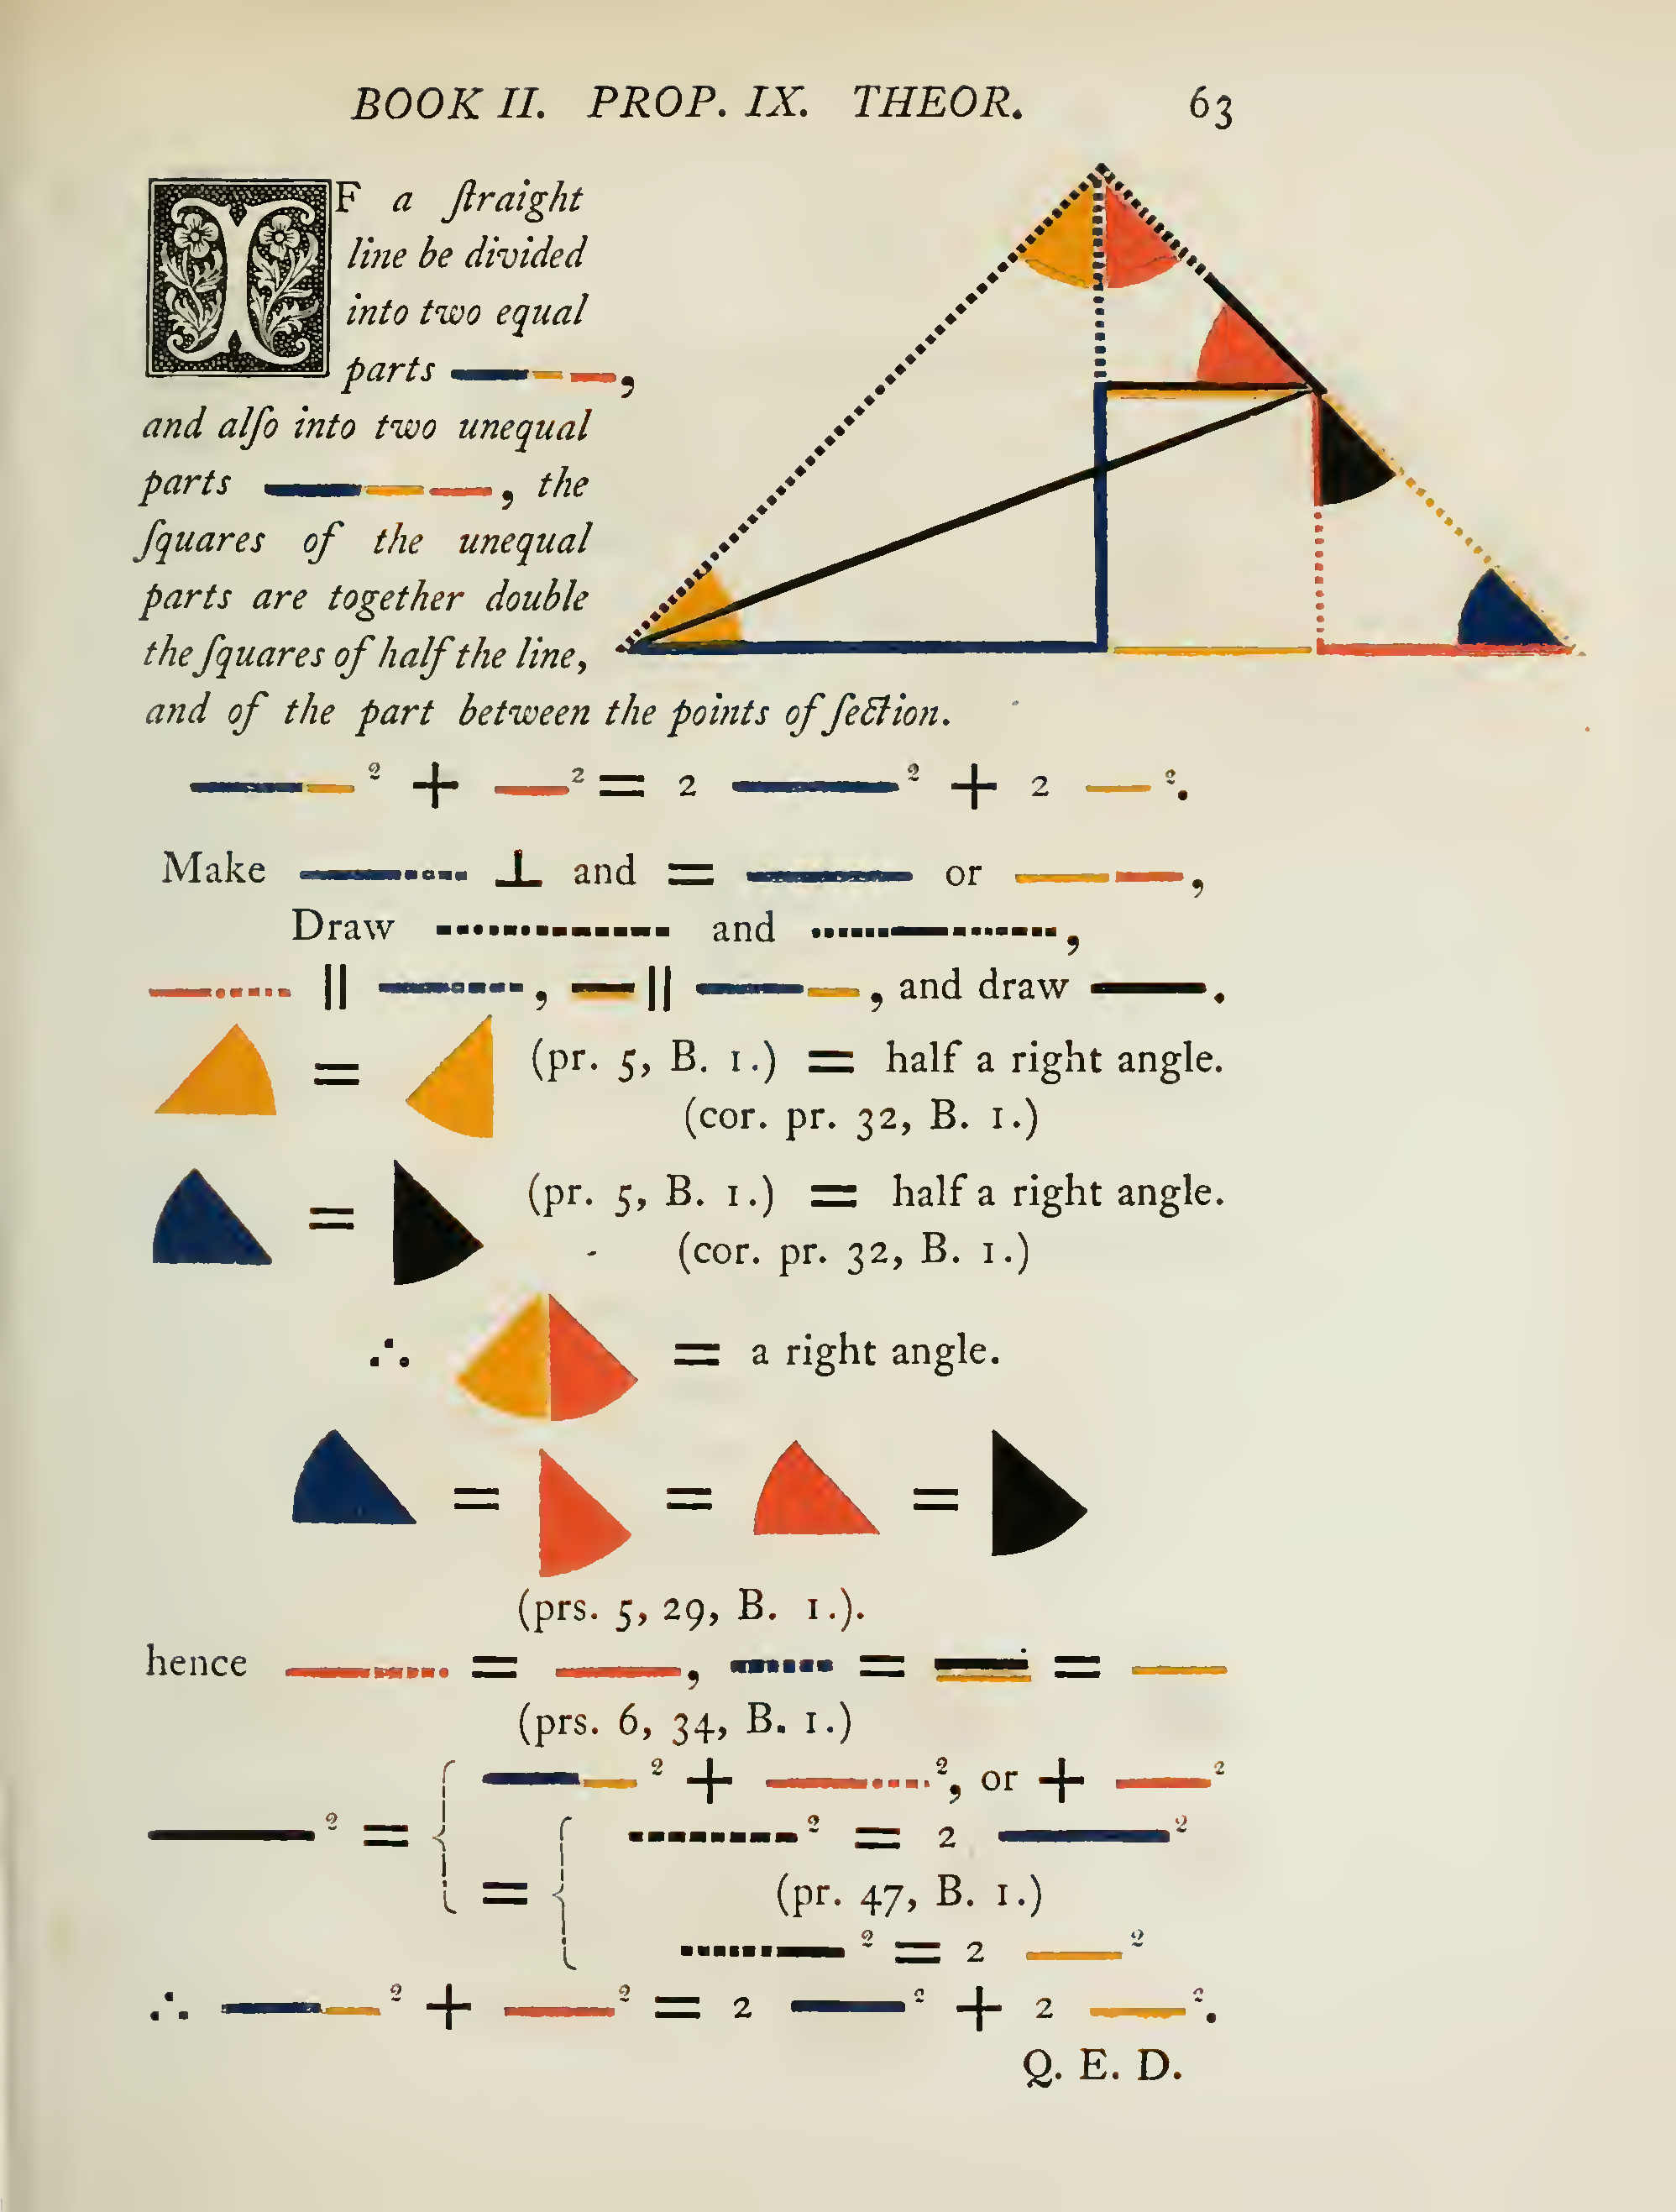 BOOK II. PROP. IX. THEOR. 63
IF a ſtraight
line be divided
into two equal
parts ,
and alſo into two unequal
parts , the
ſquares of the unequal
parts are together double
the ſquares of half the line,
and of the part between the points of ſection.
² + ² = 2 ² + 2 ².
Make ⊥ and = or ,
Draw and ,
|| , || , and draw .
= (pr. 5, B. 1.) = half a right angle.
(cor. pr. 32, B. 1.)
= (pr. 5, B. 1.) = half a right angle.
(cor. pr. 32, B. 1.)
∴ = a right angle.
= = =
(prs. 5, 29, B. 1.).
hence = , = =
(prs. 6, 34, B. 1.)
² + ², or + ²
² = { ² = 2 ²
= { (pr. 47, B. 1.)
² = 2 ²
∴ ² + ² = 2 ² + 2 ².
Q. E. D.